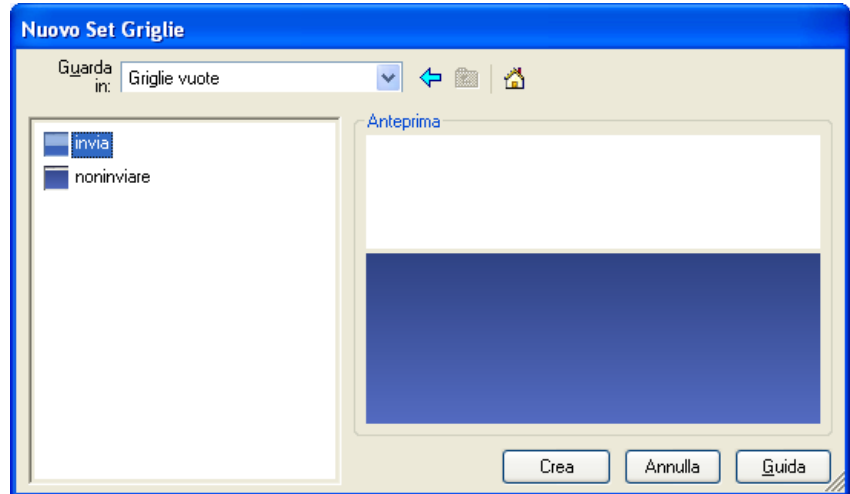 Nuovo Set Griglie
Guarda
in:
Griglie vuote
invia
noninviare
Anteprima
Crea
Annulla
Guida